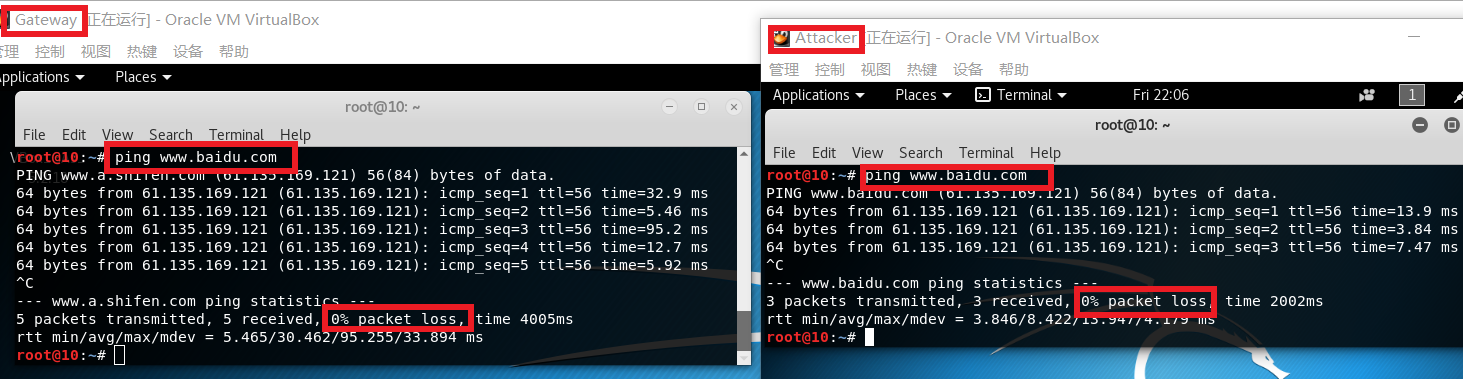 Gateway [正在运行] - Oracle VM VirtualBox
管理 控制 视图 热键 设备 帮助
Applications Places
root@10: ~
File Edit View Search Terminal Help
root@10:~# ping www.baidu.com
PING www.a.shifen.com (61.135.169.121) 56(84) bytes of data.
64 bytes from 61.135.169.121 (61.135.169.121): icmp_seq=1 ttl=56 time=32.9 ms
64 bytes from 61.135.169.121 (61.135.169.121): icmp_seq=2 ttl=56 time=5.46 ms
64 bytes from 61.135.169.121 (61.135.169.121): icmp_seq=3 ttl=56 time=95.2 ms
64 bytes from 61.135.169.121 (61.135.169.121): icmp_seq=4 ttl=56 time=12.7 ms
64 bytes from 61.135.169.121 (61.135.169.121): icmp_seq=5 ttl=56 time=5.92 ms
^C
--- www.a.shifen.com ping statistics ---
5 packets transmitted, 5 received, 0% packet loss, time 4005ms
rtt min/avg/max/mdev = 5.465/30.462/95.255/33.894 ms
root@10:~#
Attacker [正在运行] - Oracle VM VirtualBox
管理 控制 视图 热键 设备 帮助
Applications Places Terminal Fri 22:06 1
root@10: ~
File Edit View Search Terminal Help
root@10:~# ping www.baidu.com
PING www.baidu.com (61.135.169.121) 56(84) bytes of data.
64 bytes from 61.135.169.121 (61.135.169.121): icmp_seq=1 ttl=56 time=13.9 ms
64 bytes from 61.135.169.121 (61.135.169.121): icmp_seq=2 ttl=56 time=3.84 ms
64 bytes from 61.135.169.121 (61.135.169.121): icmp_seq=3 ttl=56 time=7.47 ms
^C
--- www.baidu.com ping statistics ---
3 packets transmitted, 3 received, 0% packet loss, time 2002ms
rtt min/avg/max/mdev = 3.846/8.422/13.947/4.179 ms
root@10:~#